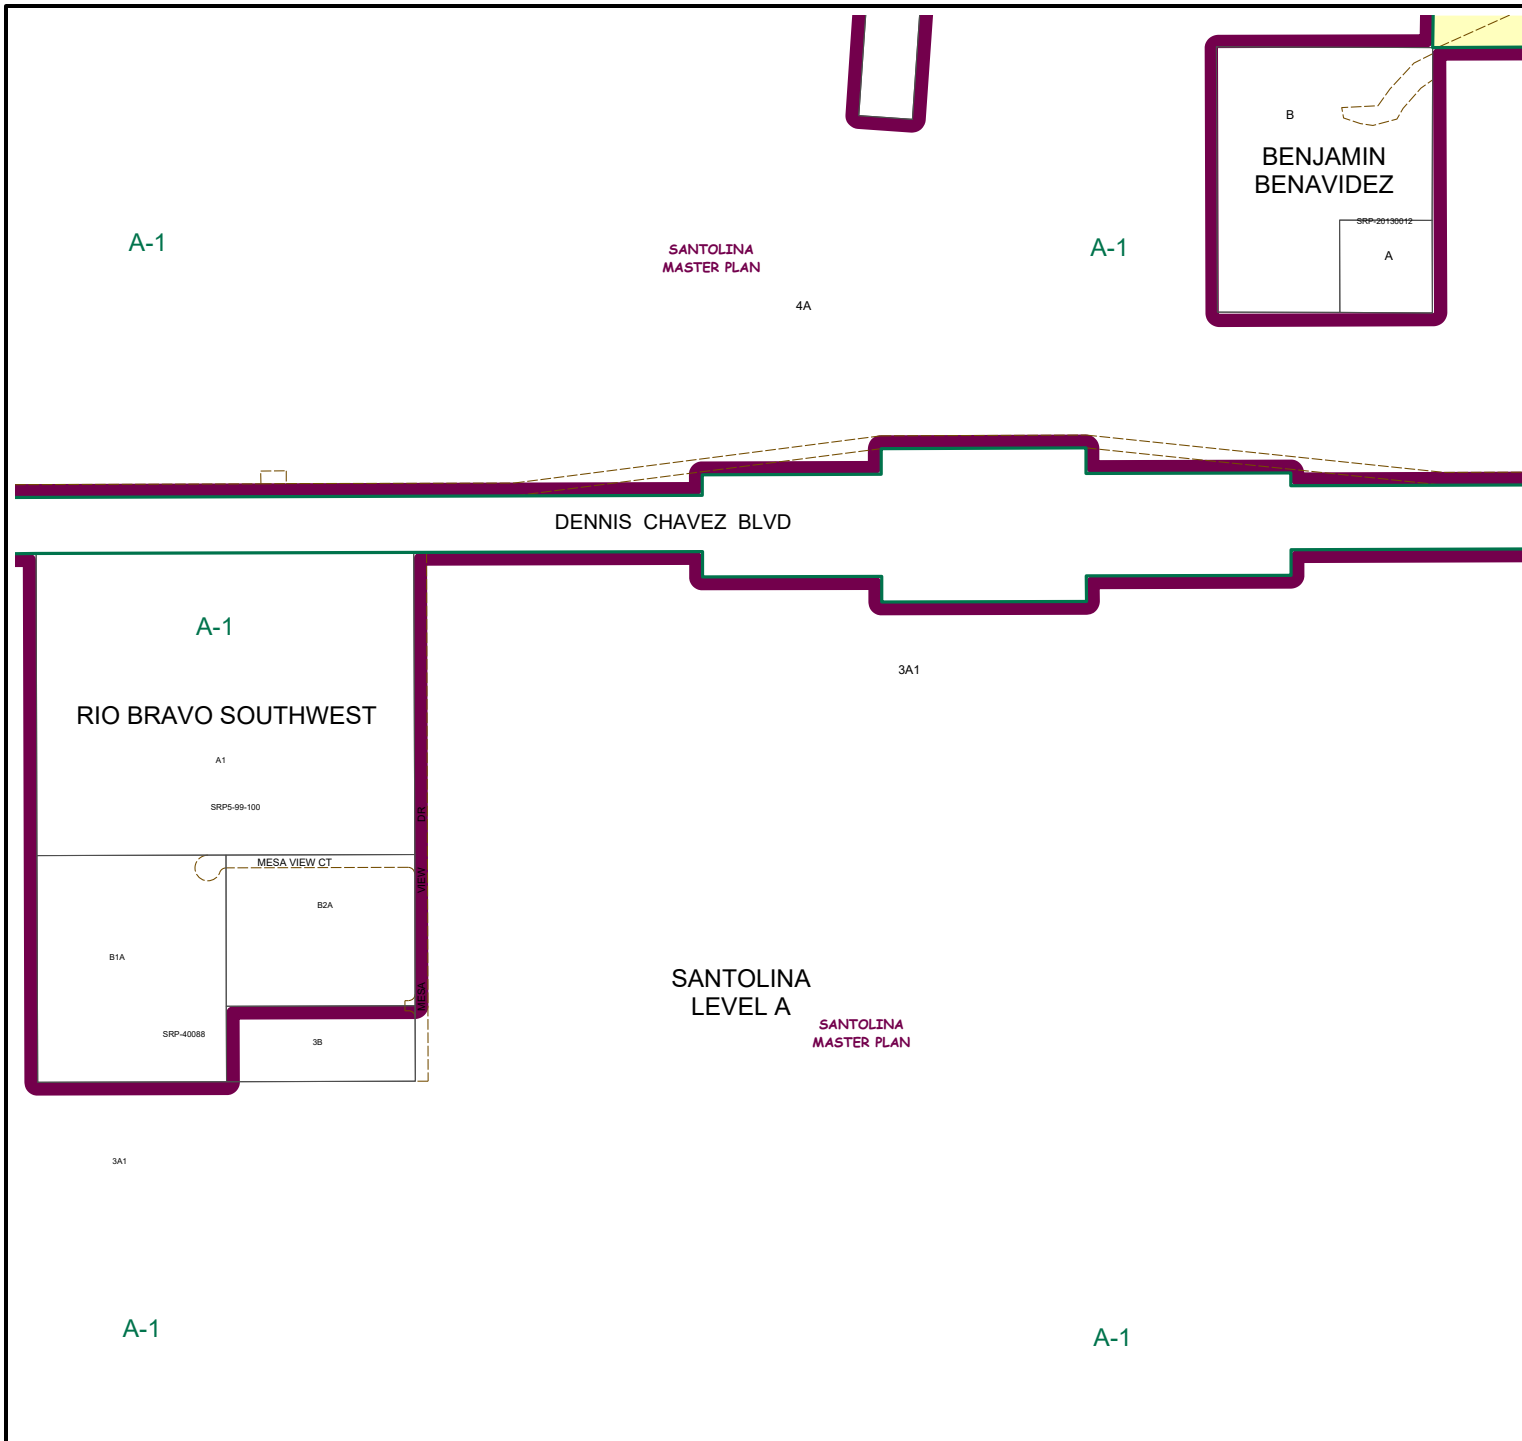 B
BENJAMIN
BENAVIDEZ
SRP-20130012
A
A-1
SANTOLINA
MASTER PLAN
A-1
4A
DENNIS CHAVEZ BLVD
A-1
3A1
RIO BRAVO SOUTHWEST
A1
SRP5-99-100
MESA VIEW CT
MESA VIEW DR
B2A
B1A
SANTOLINA
LEVEL A
SANTOLINA
MASTER PLAN
SRP-40088
3B
3A1
A-1
A-1